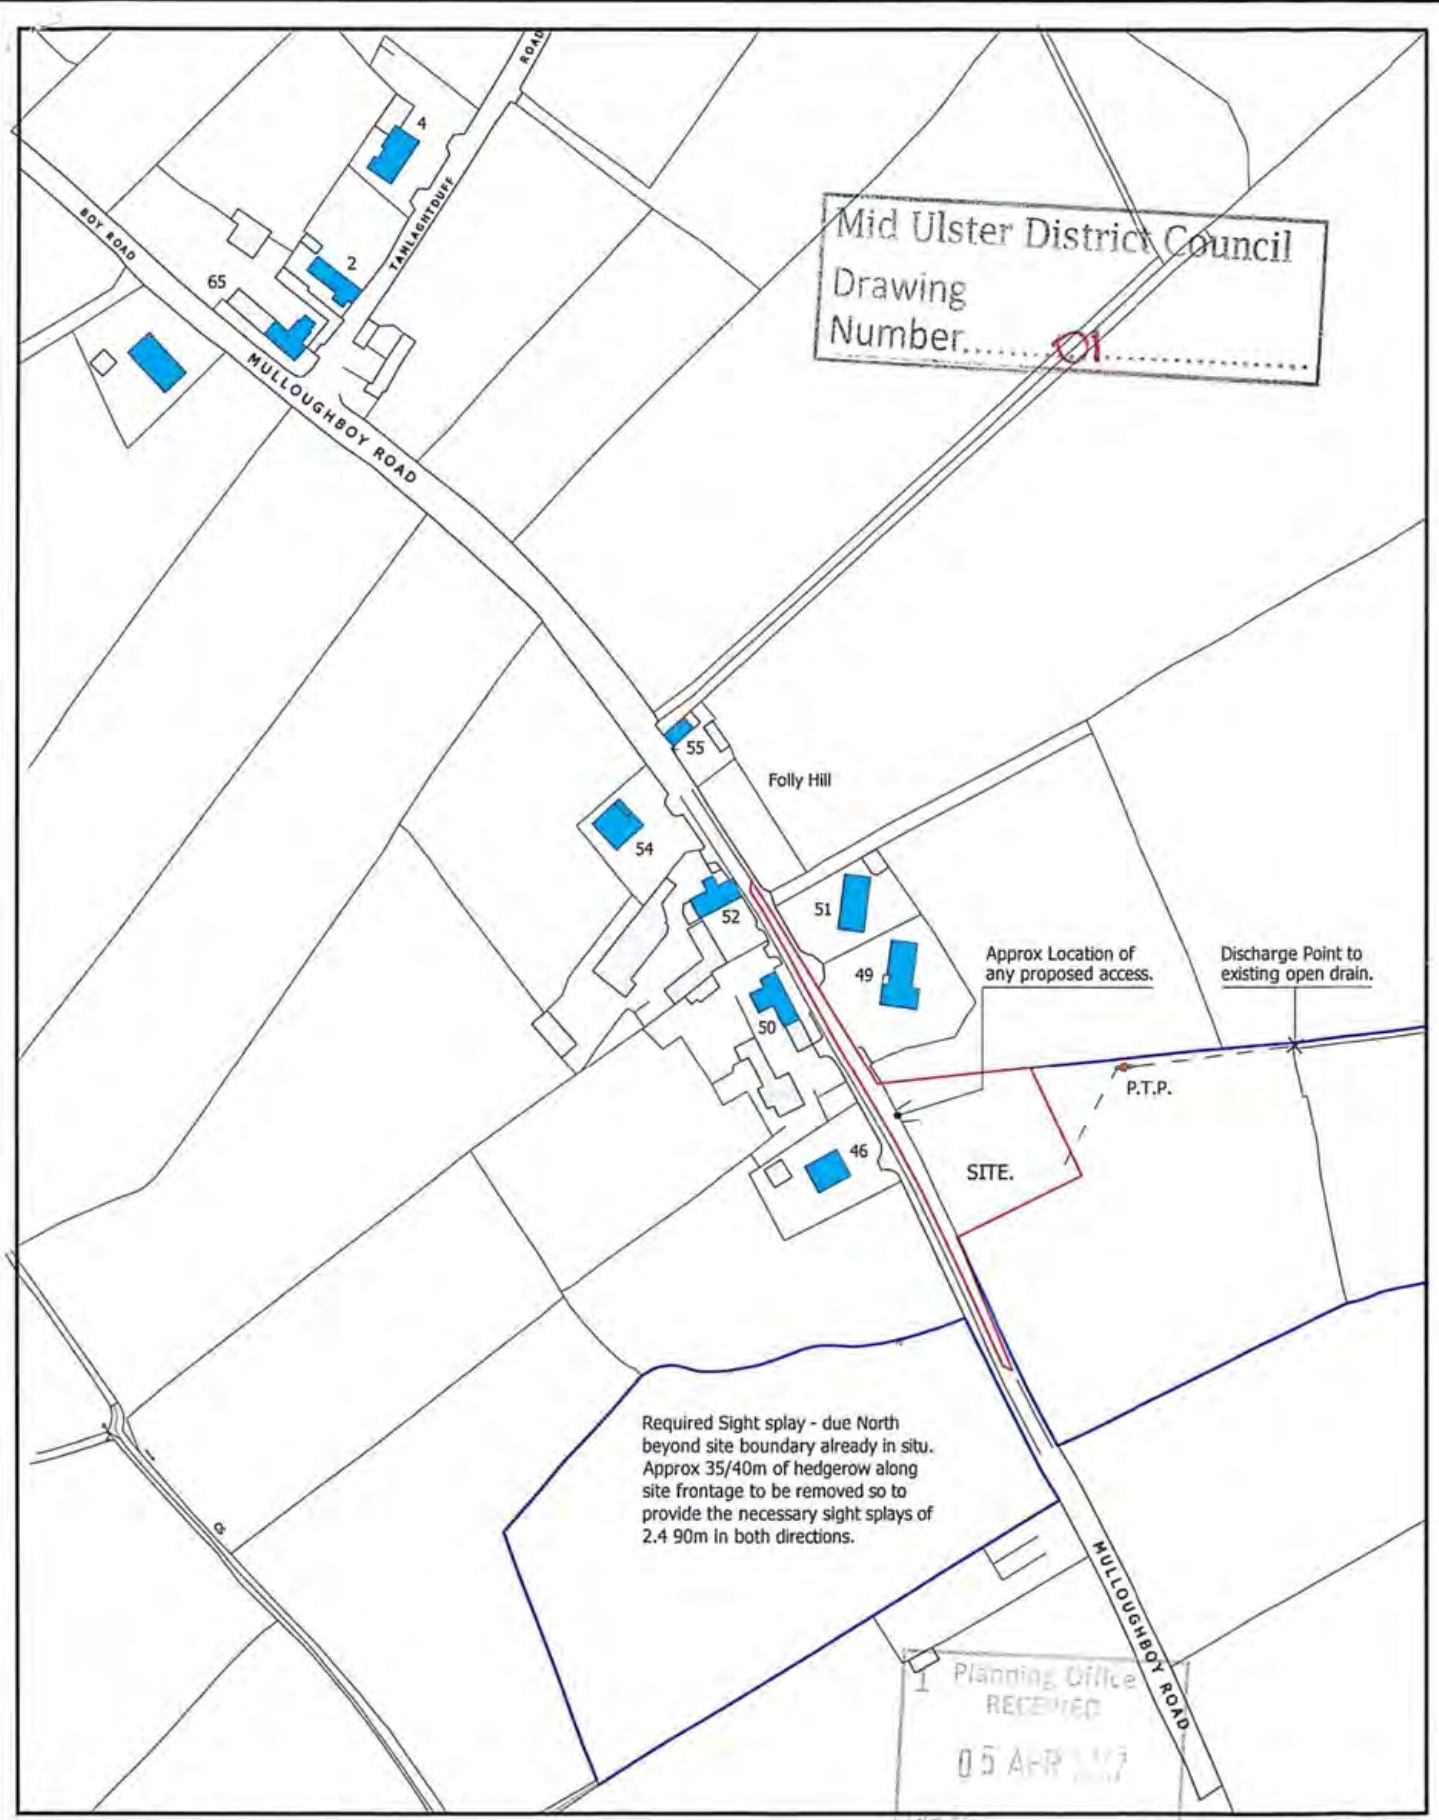 ROAD
4
BOY ROAD
TAMLAGHTDUFF
2
65
MULLOUGHBOY ROAD
Mid Ulster District Council
Drawing
Number.....01.....
55
Folly Hill
54
52
51
49
50
Approx Location of
any proposed access.
Discharge Point to
existing open drain.
P.T.P.
46
SITE.
Required Sight splay - due North
beyond site boundary already in situ.
Approx 35/40m of hedgerow along
site frontage to be removed so to
provide the necessary sight splays of
2.4 90m in both directions.
CS
MULLOUGHBOY ROAD
1 Planning Office
RECEIVED
05 APR